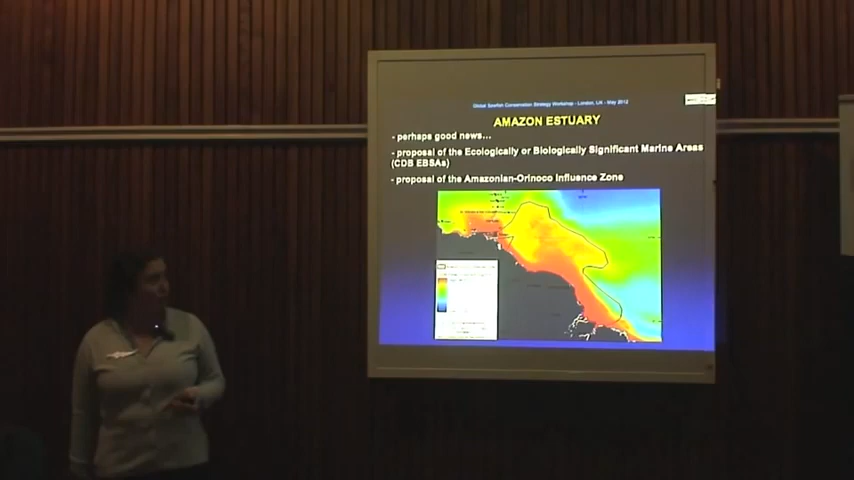 Global Sawfish Conservation Strategy Workshop - London, UK - May 2012
AMAZON ESTUARY
- perhaps good news...
- proposal of the Ecologically or Biologically Significant Marine Areas
(CDB EBSAs)
- proposal of the Amazonian-Orinoco Influence Zone